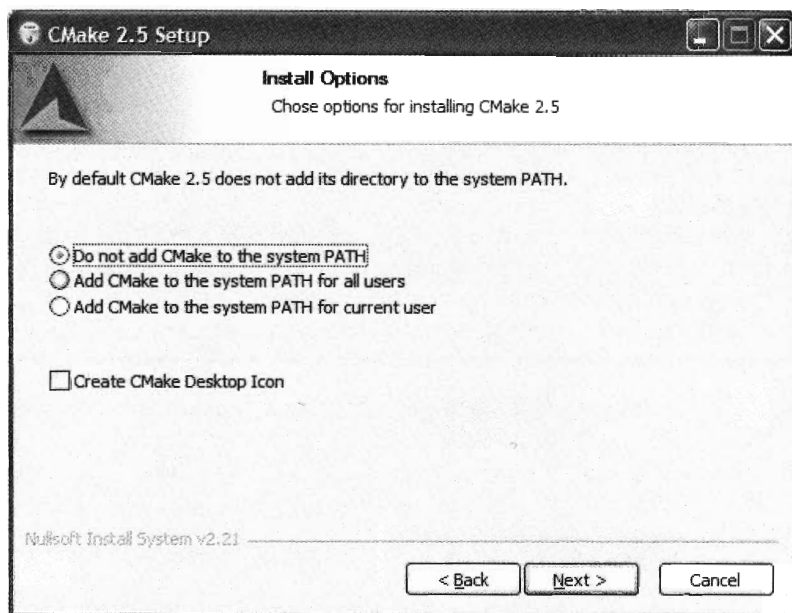 CMake 2.5 Setup
Install Options
Chose options for installing CMake 2.5
By default CMake 2.5 does not add its directory to the system PATH.
Do not add CMake to the system PATH
Add CMake to the system PATH for all users
Add CMake to the system PATH for current user
Create CMake Desktop Icon
Nullsoft Install System v2.21
< Back Next > Cancel